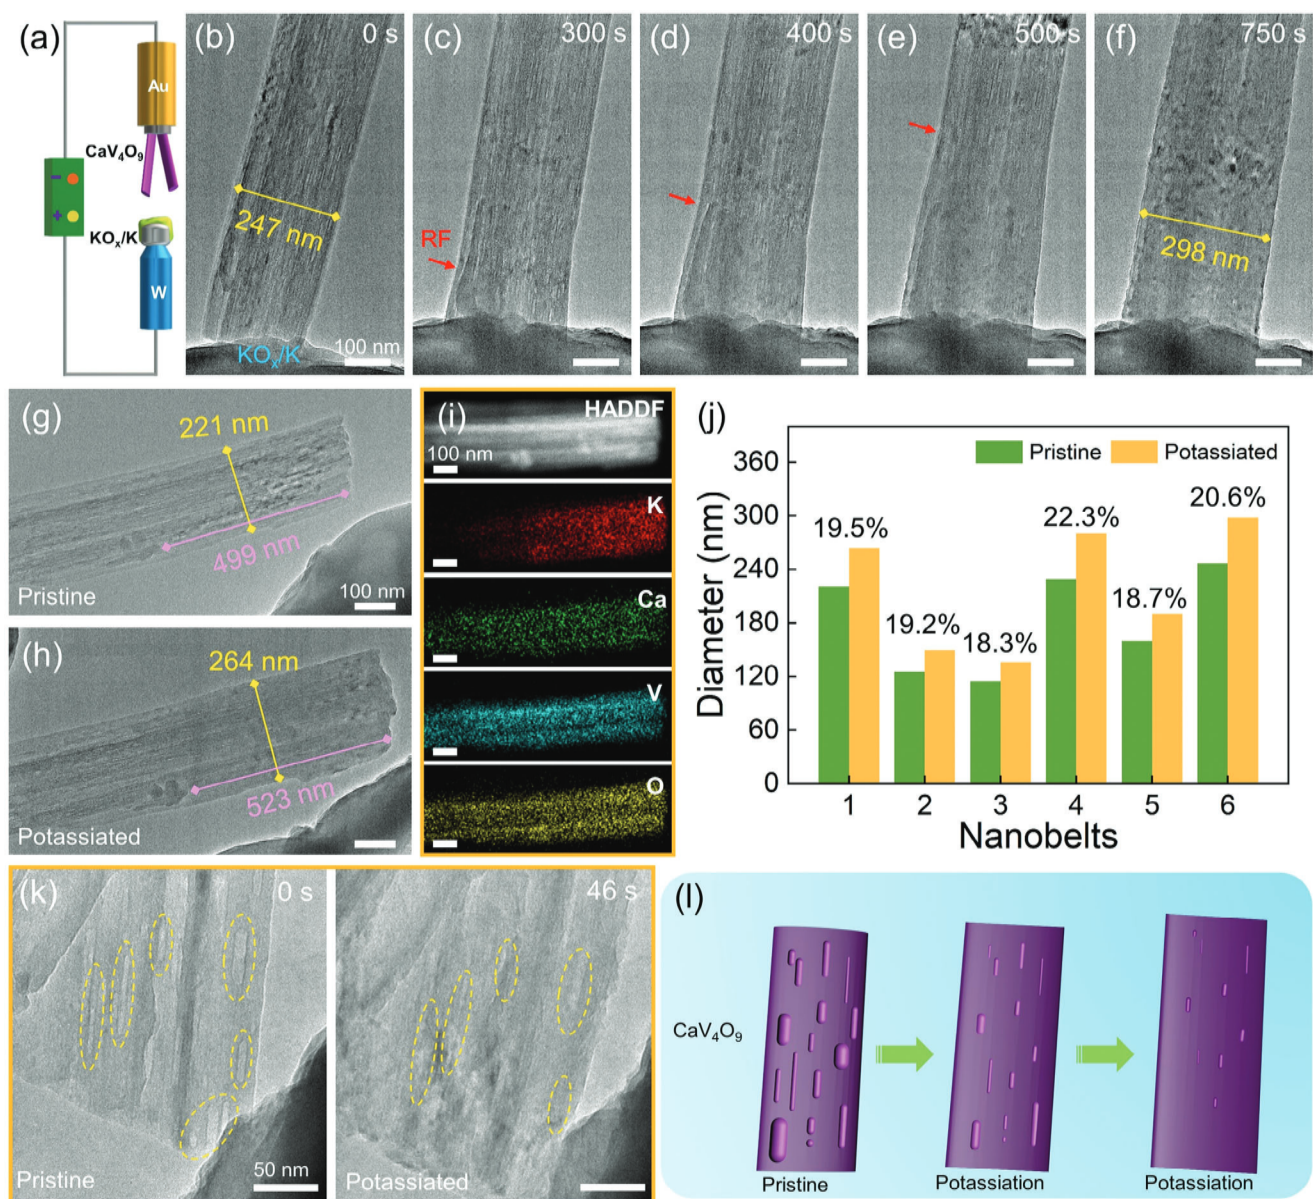 (a)
Au
CaV₄O₉
−
+
KOₓ/K
W
(b)
0 s
247 nm
KOₓ/K
100 nm
(c)
300 s
RF
(d)
400 s
(e)
500 s
(f)
750 s
298 nm
(g)
221 nm
499 nm
Pristine
100 nm
(h)
264 nm
523 nm
Potassiated
(i)
HADDF
100 nm
K
Ca
V
O
(j)
Pristine
Potassiated
Diameter (nm)
360
300
240
180
120
60
0
19.5%
19.2%
18.3%
22.3%
18.7%
20.6%
1 2 3 4 5 6
Nanobelts
(k)
0 s
Pristine
50 nm
46 s
Potassiated
(l)
CaV₄O₉
Pristine
Potassiation
Potassiation